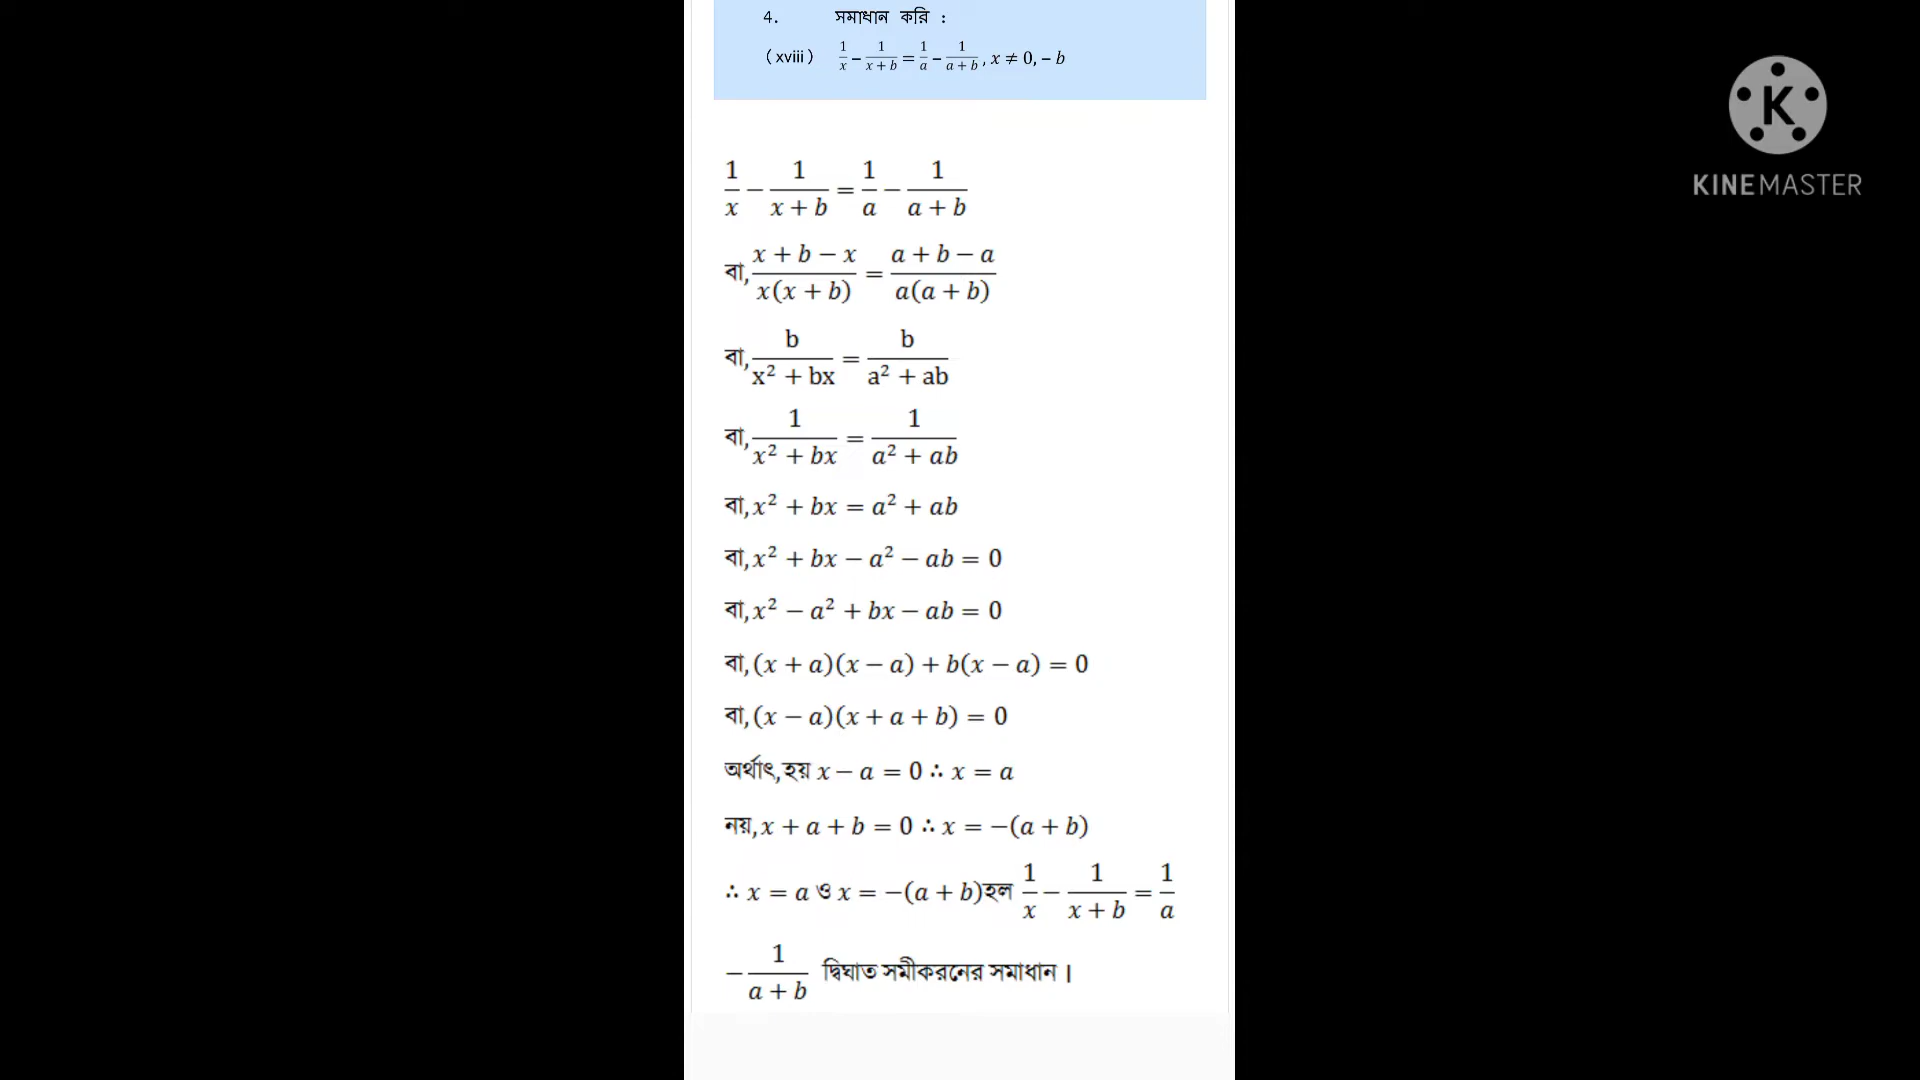 4. সমাধান করি :
(xviii) 1/x − 1/(x + b) = 1/a − 1/(a + b), x ≠ 0, − b
KINEMASTER
1/x − 1/(x + b) = 1/a − 1/(a + b)
বা, (x + b − x)/(x(x + b)) = (a + b − a)/(a(a + b))
বা, b/(x² + bx) = b/(a² + ab)
বা, 1/(x² + bx) = 1/(a² + ab)
বা, x² + bx = a² + ab
বা, x² + bx − a² − ab = 0
বা, x² − a² + bx − ab = 0
বা, (x + a)(x − a) + b(x − a) = 0
বা, (x − a)(x + a + b) = 0
অর্থাৎ, হয় x − a = 0 ∴ x = a
নয়, x + a + b = 0 ∴ x = −(a + b)
∴ x = a ও x = −(a + b)হল 1/x − 1/(x + b) = 1/a
− 1/(a + b) দ্বিঘাত সমীকরনের সমাধান ।